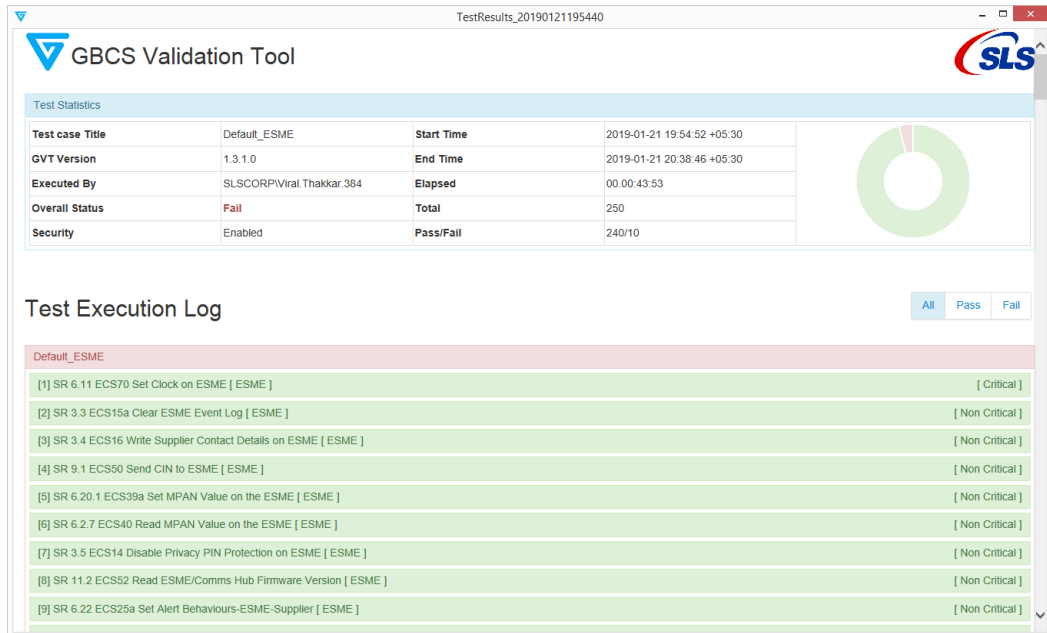 TestResults_20190121195440
GBCS Validation Tool
SLS
Test Statistics
Test case Title Default_ESME Start Time 2019-01-21 19:54:52 +05:30
GVT Version 1.3.1.0 End Time 2019-01-21 20:38:46 +05:30
Executed By SLSCORP\Viral.Thakkar.384 Elapsed 00.00:43:53
Overall Status Fail Total 250
Security Enabled Pass/Fail 240/10
Test Execution Log
All Pass Fail
Default_ESME
[1] SR 6.11 ECS70 Set Clock on ESME [ ESME ] [ Critical ]
[2] SR 3.3 ECS15a Clear ESME Event Log [ ESME ] [ Non Critical ]
[3] SR 3.4 ECS16 Write Supplier Contact Details on ESME [ ESME ] [ Non Critical ]
[4] SR 9.1 ECS50 Send CIN to ESME [ ESME ] [ Non Critical ]
[5] SR 6.20.1 ECS39a Set MPAN Value on the ESME [ ESME ] [ Non Critical ]
[6] SR 6.2.7 ECS40 Read MPAN Value on the ESME [ ESME ] [ Non Critical ]
[7] SR 3.5 ECS14 Disable Privacy PIN Protection on ESME [ ESME ] [ Non Critical ]
[8] SR 11.2 ECS52 Read ESME/Comms Hub Firmware Version [ ESME ] [ Non Critical ]
[9] SR 6.22 ECS25a Set Alert Behaviours-ESME-Supplier [ ESME ] [ Non Critical ]